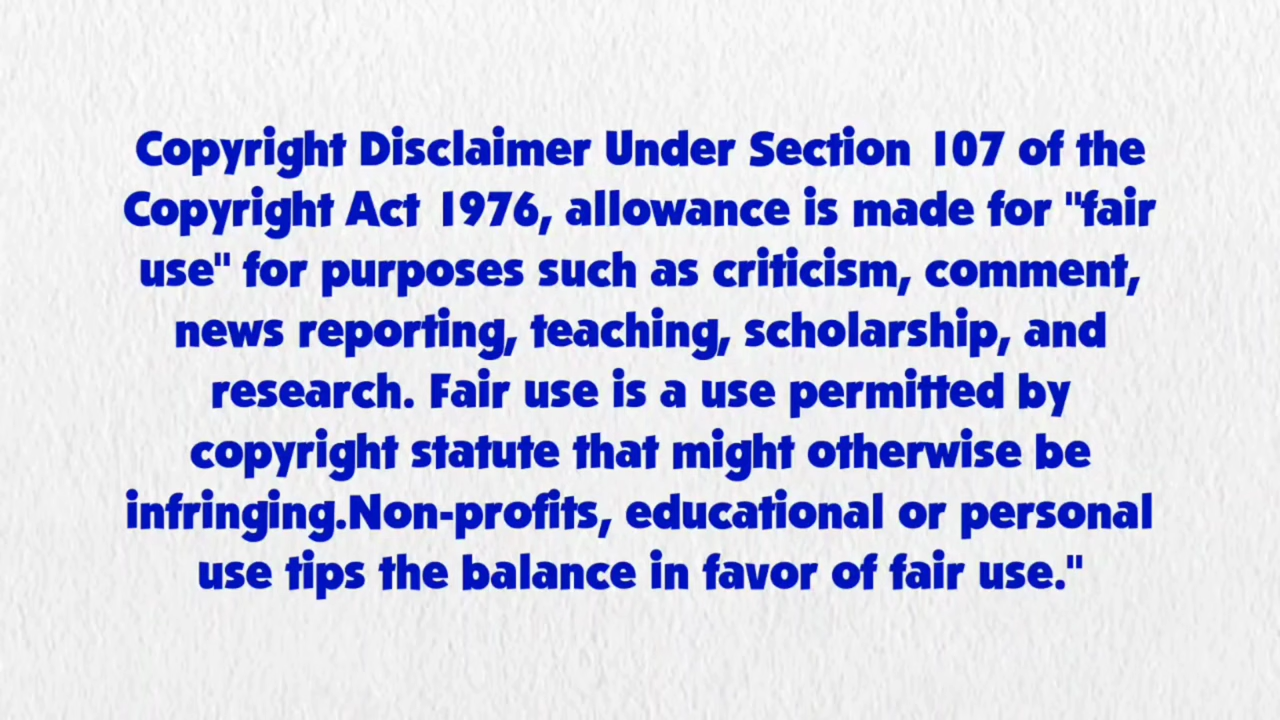 Copyright Disclaimer Under Section 107 of the
Copyright Act 1976, allowance is made for "fair
use" for purposes such as criticism, comment,
news reporting, teaching, scholarship, and
research. Fair use is a use permitted by
copyright statute that might otherwise be
infringing.Non-profits, educational or personal
use tips the balance in favor of fair use."